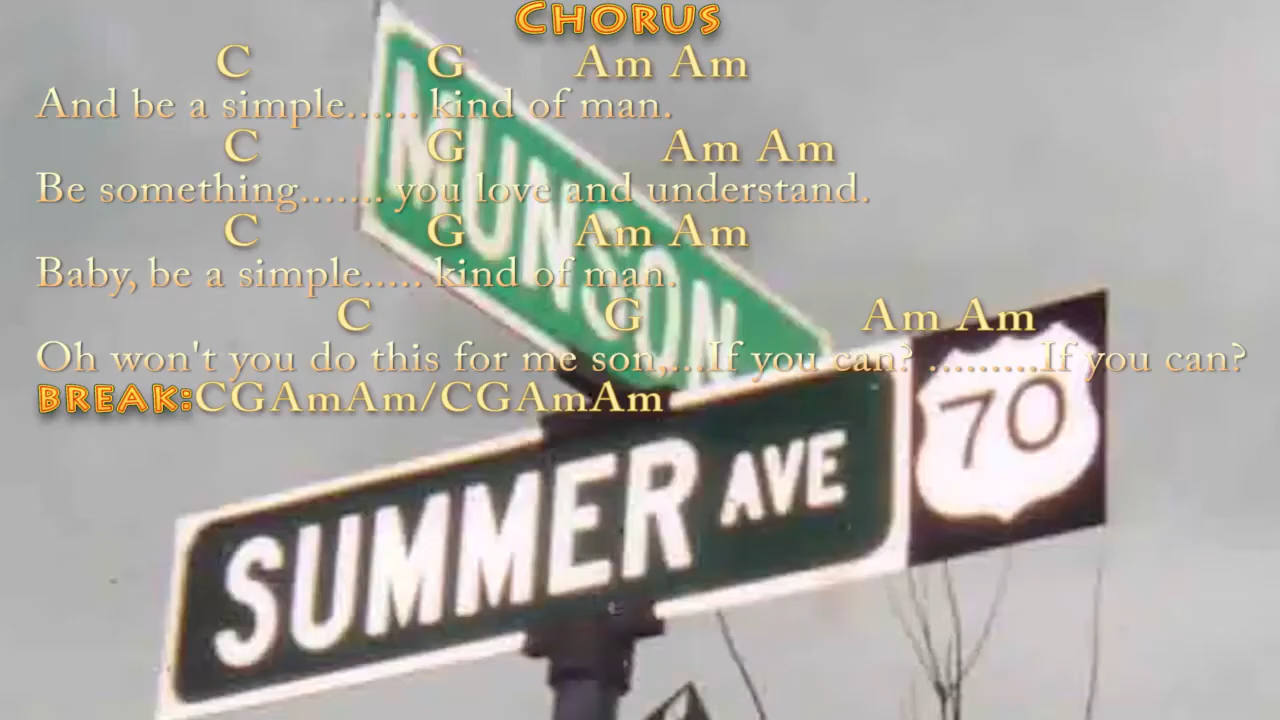 CHORUS
C G Am Am
And be a simple...... kind of man.
C G Am Am
Be something....... you love and understand.
C G Am Am
Baby, be a simple..... kind of man.
C G Am Am
Oh won't you do this for me son,...If you can? .........If you can?
BREAK:CGAmAm/CGAmAm
MUNSON
SUMMER AVE
70